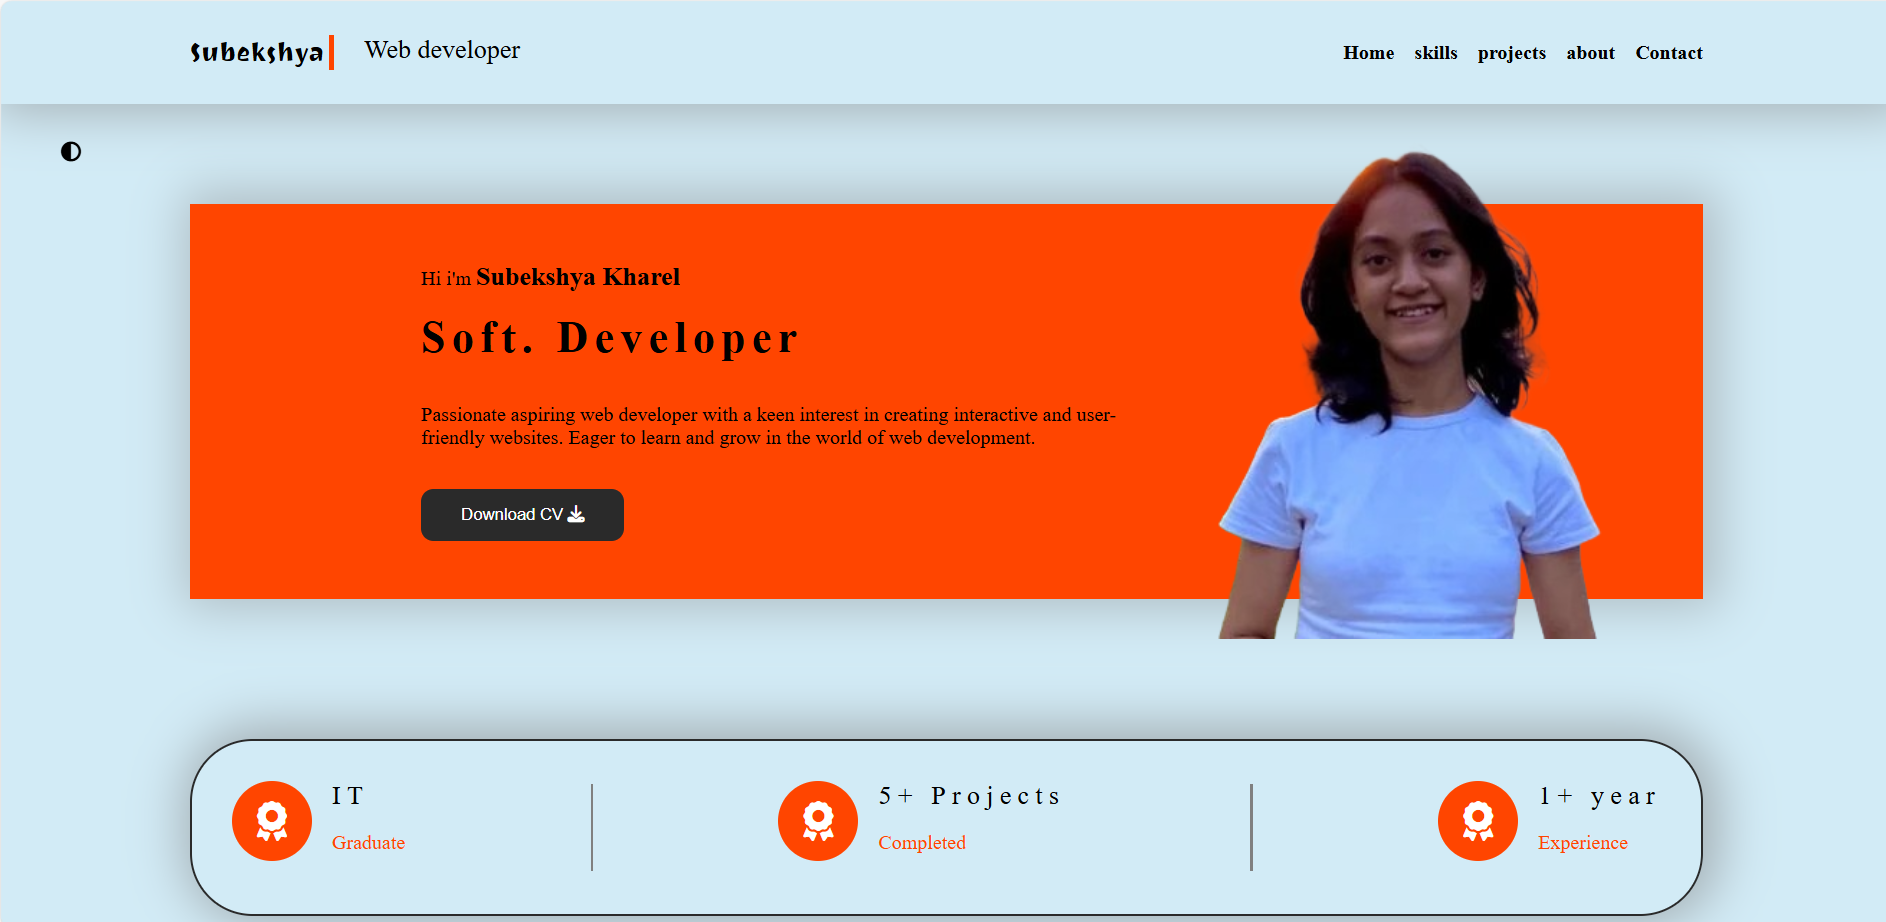 Subekshya
Web developer
Home skills projects about Contact
Hi i'm Subekshya Kharel
Soft. Developer
Passionate aspiring web developer with a keen interest in creating interactive and user-
friendly websites. Eager to learn and grow in the world of web development.
Download CV
IT
Graduate
5+ Projects
Completed
1+ year
Experience